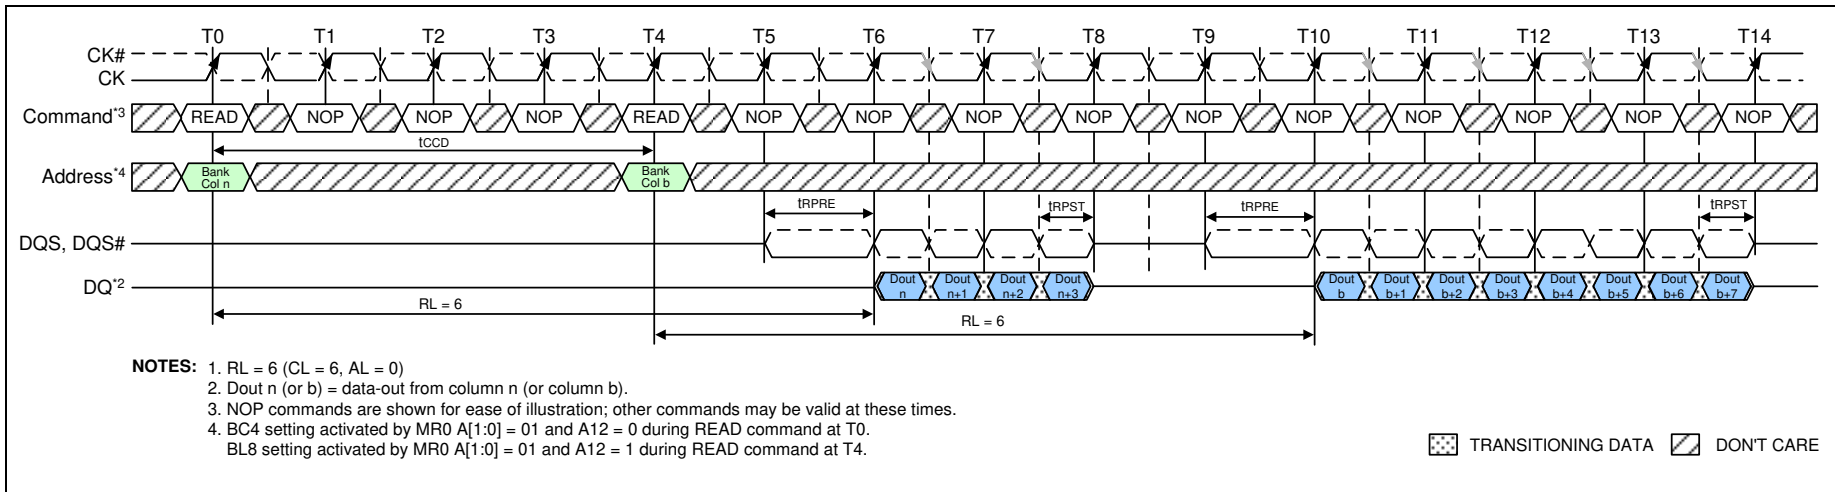 T0 T1 T2 T3 T4 T5 T6 T7 T8 T9 T10 T11 T12 T13 T14
CK#
CK
Command*3 READ NOP NOP NOP READ NOP NOP NOP NOP NOP NOP NOP NOP NOP NOP
tCCD
Address*4 Bank Col n Bank Col b
tRPRE tRPST tRPRE tRPST
DQS, DQS#
DQ*2 Dout n Dout n+1 Dout n+2 Dout n+3 Dout b Dout b+1 Dout b+2 Dout b+3 Dout b+4 Dout b+5 Dout b+6 Dout b+7
RL = 6
RL = 6
NOTES: 1. RL = 6 (CL = 6, AL = 0)
2. Dout n (or b) = data-out from column n (or column b).
3. NOP commands are shown for ease of illustration; other commands may be valid at these times.
4. BC4 setting activated by MR0 A[1:0] = 01 and A12 = 0 during READ command at T0.
BL8 setting activated by MR0 A[1:0] = 01 and A12 = 1 during READ command at T4.
TRANSITIONING DATA DON'T CARE